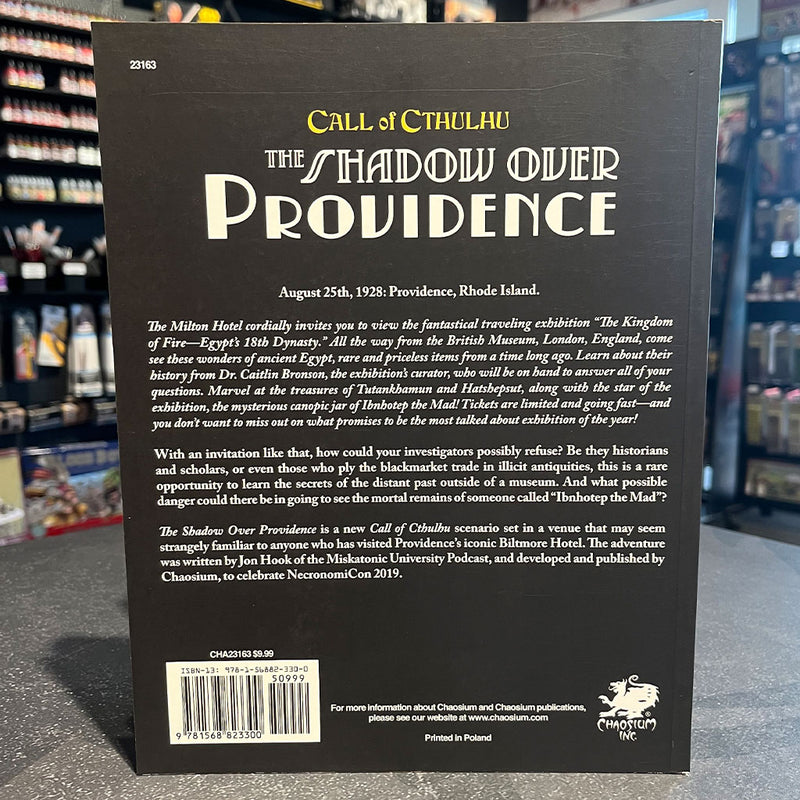 23163
CALL of CTHULHU
THE SHADOW OVER
PROVIDENCE
August 25th, 1928: Providence, Rhode Island.
The Milton Hotel cordially invites you to view the fantastical traveling exhibition “The Kingdom
of Fire—Egypt’s 18th Dynasty.” All the way from the British Museum, London, England, come
see these wonders of ancient Egypt, rare and priceless items from a time long ago. Learn about their
history from Dr. Caitlin Bronson, the exhibition’s curator, who will be on hand to answer all of your
questions. Marvel at the treasures of Tutankhamun and Hatshepsut, along with the star of the
exhibition, the mysterious canopic jar of Ibnhotep the Mad! Tickets are limited and going fast—and
you don’t want to miss out on what promises to be the most talked about exhibition of the year!
With an invitation like that, how could your investigators possibly refuse? Be they historians
and scholars, or even those who ply the blackmarket trade in illicit antiquities, this is a rare
opportunity to learn the secrets of the distant past outside of a museum. And what possible
danger could there be in going to see the mortal remains of someone called “Ibnhotep the Mad”?
The Shadow Over Providence is a new Call of Cthulhu scenario set in a venue that may seem
strangely familiar to anyone who has visited Providence’s iconic Biltmore Hotel. The adventure
was written by Jon Hook of the Miskatonic University Podcast, and developed and published by
Chaosium, to celebrate NecronomiCon 2019.
CHA23163 $9.99
ISBN-13: 978-1-56882-330-0
50999
9 781568 823300
For more information about Chaosium and Chaosium publications,
please see our website at www.chaosium.com
Printed in Poland
CHAOSIUM ®
INC.